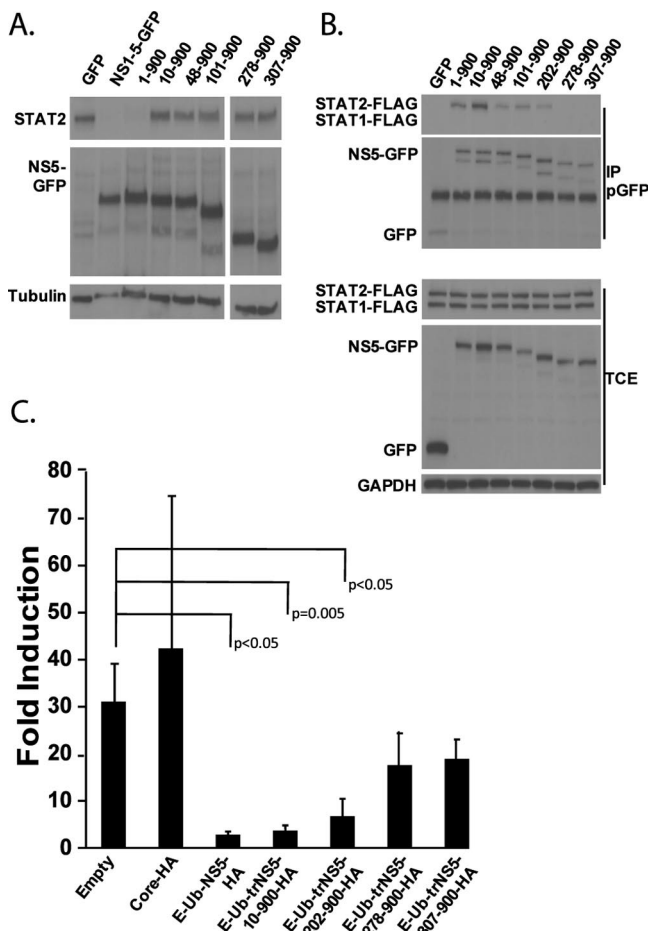 A.
GFP
NS1-5-GFP
1-900
10-900
48-900
101-900
278-900
307-900
STAT2
NS5-
GFP
Tubulin
B.
GFP
1-900
10-900
48-900
101-900
202-900
278-900
307-900
STAT2-FLAG
STAT1-FLAG
NS5-GFP
GFP
IP
pGFP
STAT2-FLAG
STAT1-FLAG
NS5-GFP
GFP
GAPDH
TCE
C.
Fold Induction
80
70
60
50
40
30
20
10
0
p<0.05
p=0.005
p<0.05
Empty
Core-HA
E-Ub-NS5-
HA
E-Ub-trNS5-
10-900-HA
E-Ub-trNS5-
202-900-HA
E-Ub-trNS5-
278-900-HA
E-Ub-trNS5-
307-900-HA